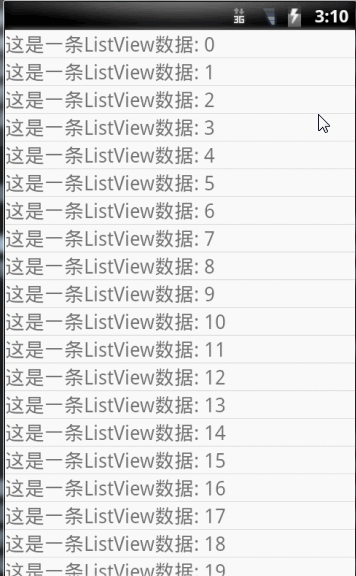 3G 3:10
这是一条ListView数据: 0
这是一条ListView数据: 1
这是一条ListView数据: 2
这是一条ListView数据: 3
这是一条ListView数据: 4
这是一条ListView数据: 5
这是一条ListView数据: 6
这是一条ListView数据: 7
这是一条ListView数据: 8
这是一条ListView数据: 9
这是一条ListView数据: 10
这是一条ListView数据: 11
这是一条ListView数据: 12
这是一条ListView数据: 13
这是一条ListView数据: 14
这是一条ListView数据: 15
这是一条ListView数据: 16
这是一条ListView数据: 17
这是一条ListView数据: 18
这是一条ListView数据: 19